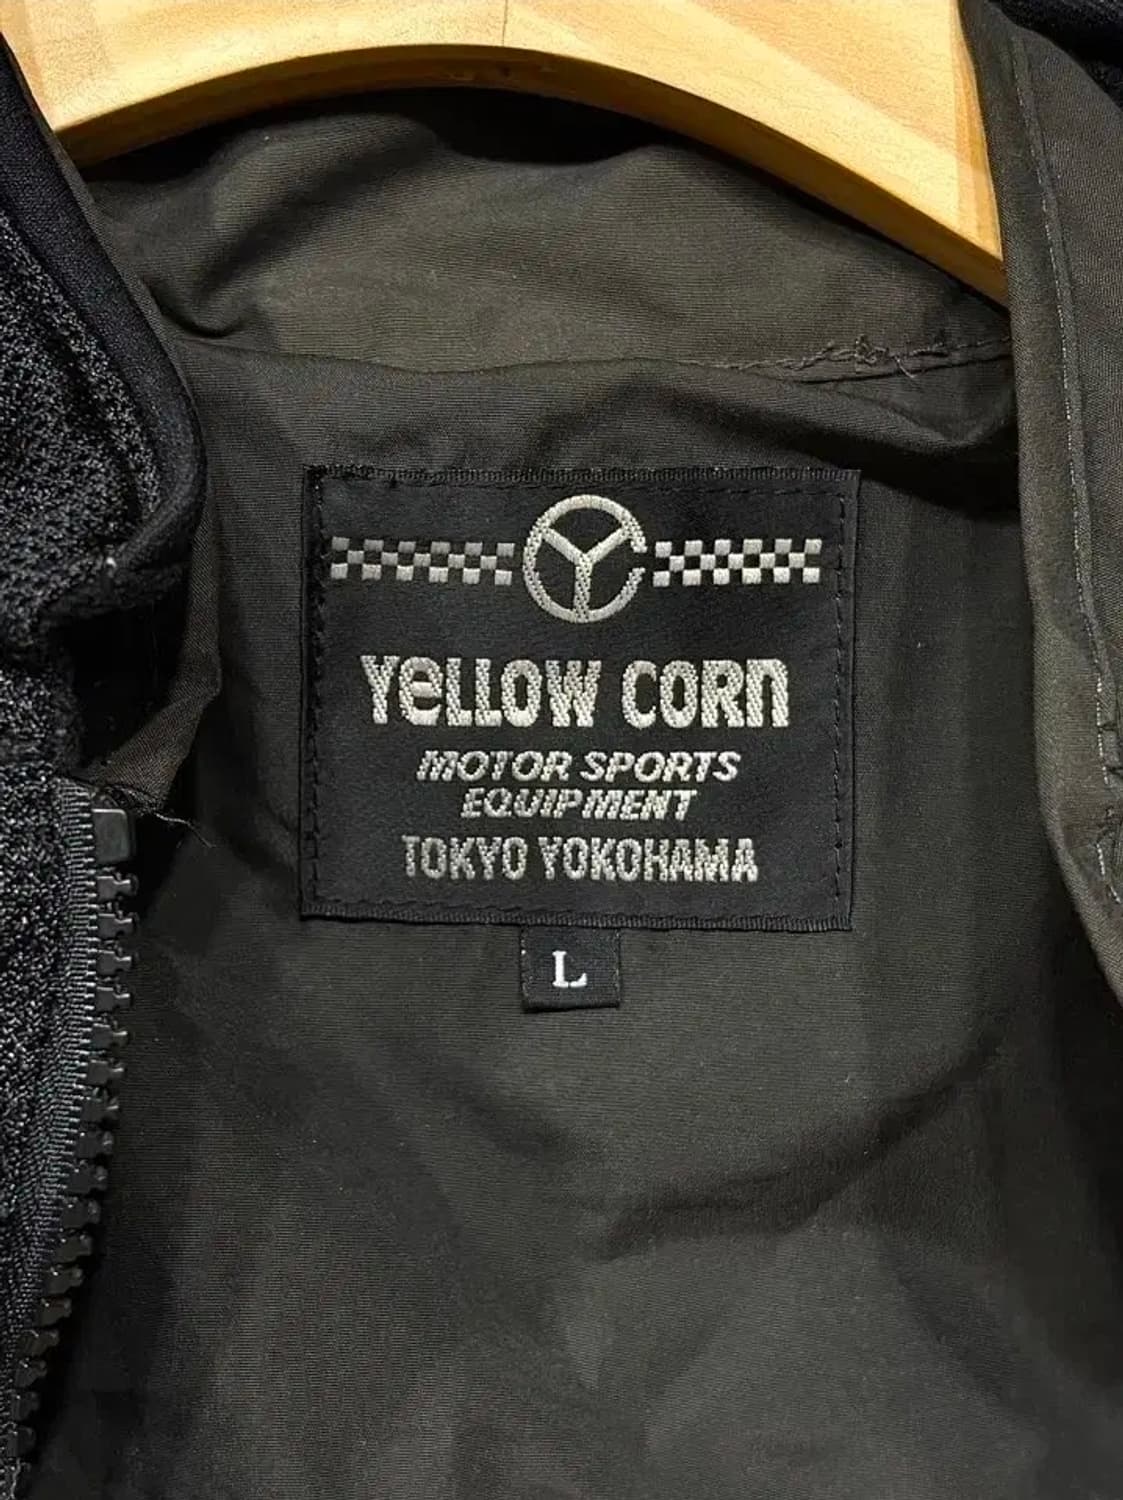 YeLLOW CORn
MOTOR SPORTS
EQUIPMENT
TOKYO YOKOHAMA
L